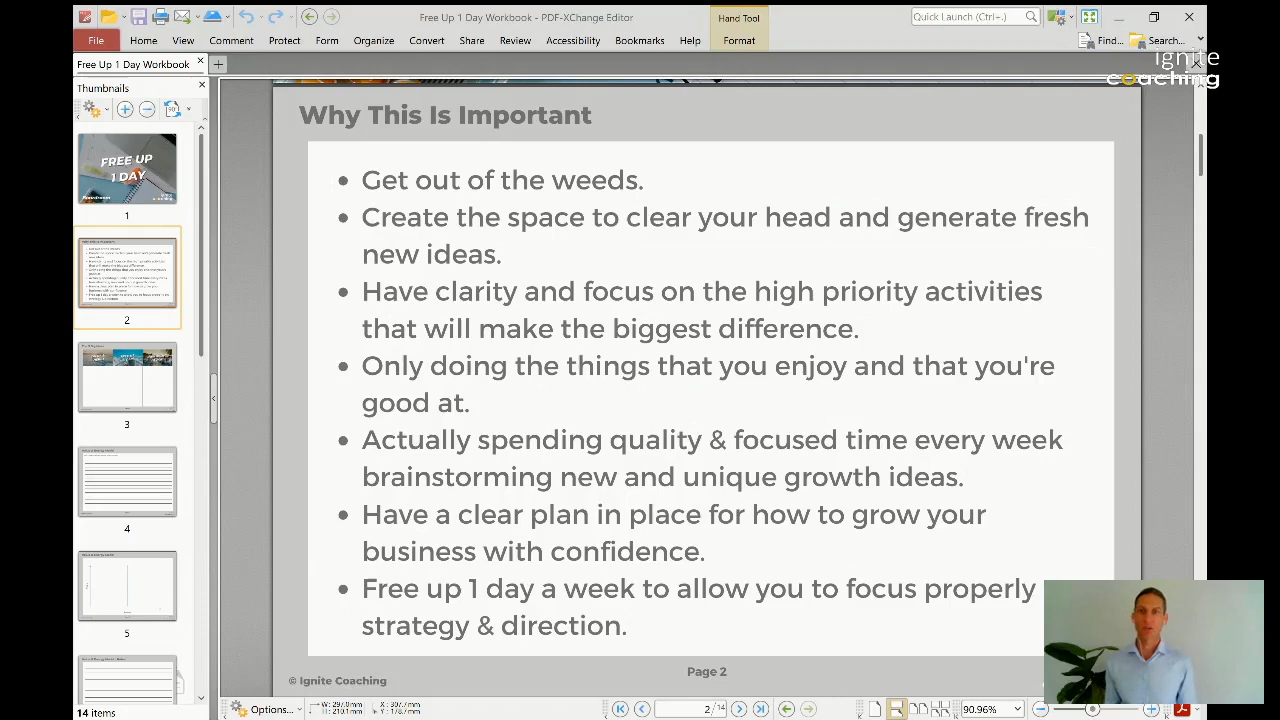 Free Up 1 Day Workbook - PDF-XChange Editor
Hand Tool
Quick Launch (Ctrl+.)
File
Home
View
Comment
Protect
Form
Organize
Convert
Share
Review
Accessibility
Bookmarks
Help
Format
Find...
Search...
Free Up 1 Day Workbook
ignite
coaching
Thumbnails
Why This Is Important
• Get out of the weeds.
• Create the space to clear your head and generate fresh
new ideas.
• Have clarity and focus on the high priority activities
that will make the biggest difference.
• Only doing the things that you enjoy and that you're
good at.
• Actually spending quality & focused time every week
brainstorming new and unique growth ideas.
• Have a clear plan in place for how to grow your
business with confidence.
• Free up 1 day a week to allow you to focus properly
strategy & direction.
Page 2
© Ignite Coaching
FREE UP
1 DAY
1
2
3
4
5
14 items
Options...
2 / 14
90.96%